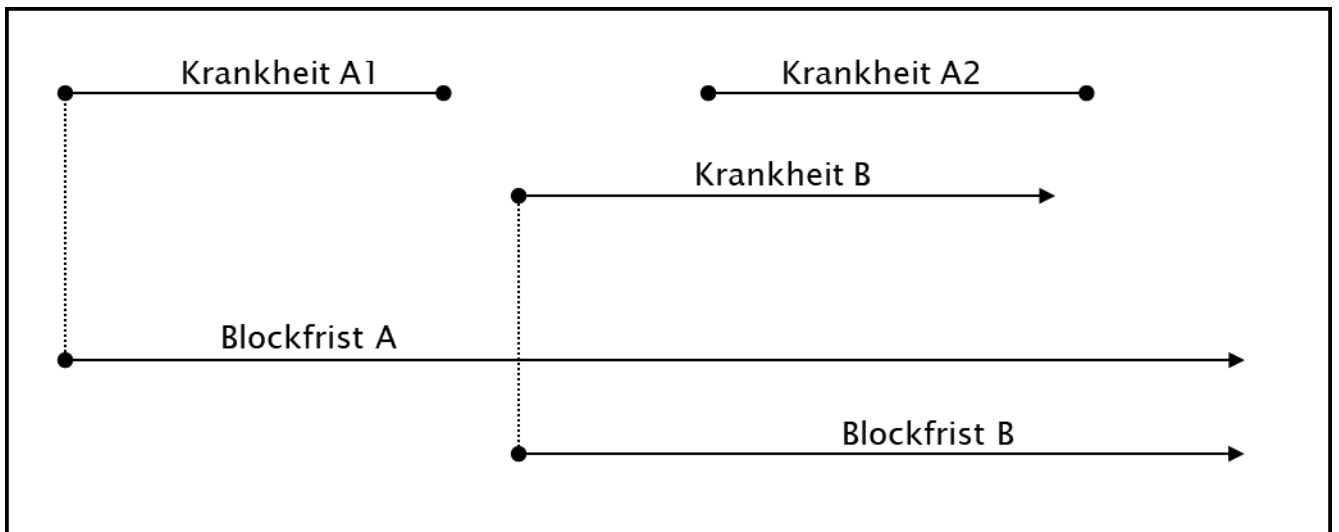 Krankheit A1
Krankheit A2
Krankheit B
Blockfrist A
Blockfrist B